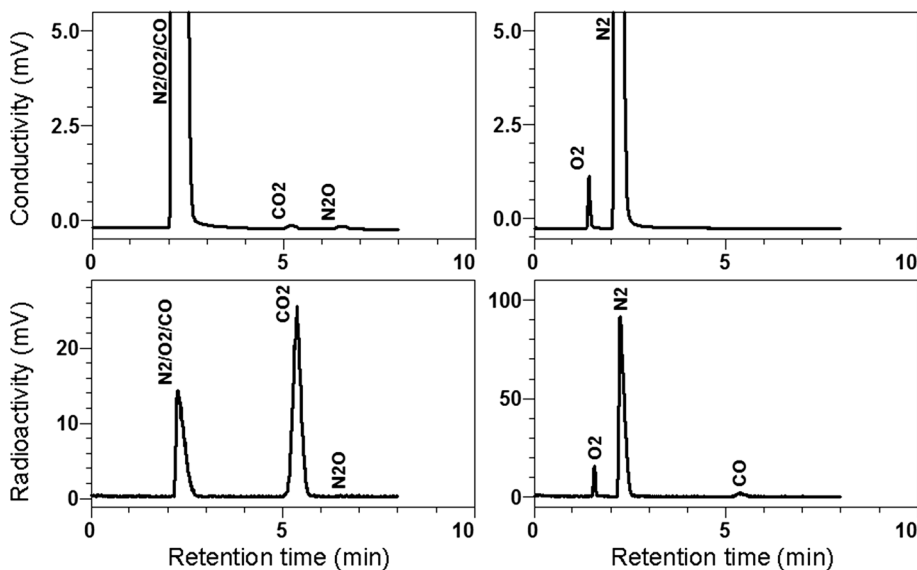 Conductivity (mV)
5.0
2.5
0.0
N2/O2/CO
CO2
N2O
0
5
10
5.0
2.5
0.0
O2
N2
0
5
10
Radioactivity (mV)
20
10
0
N2/O2/CO
CO2
N2O
0
5
10
Retention time (min)
100
50
0
O2
N2
CO
0
5
10
Retention time (min)